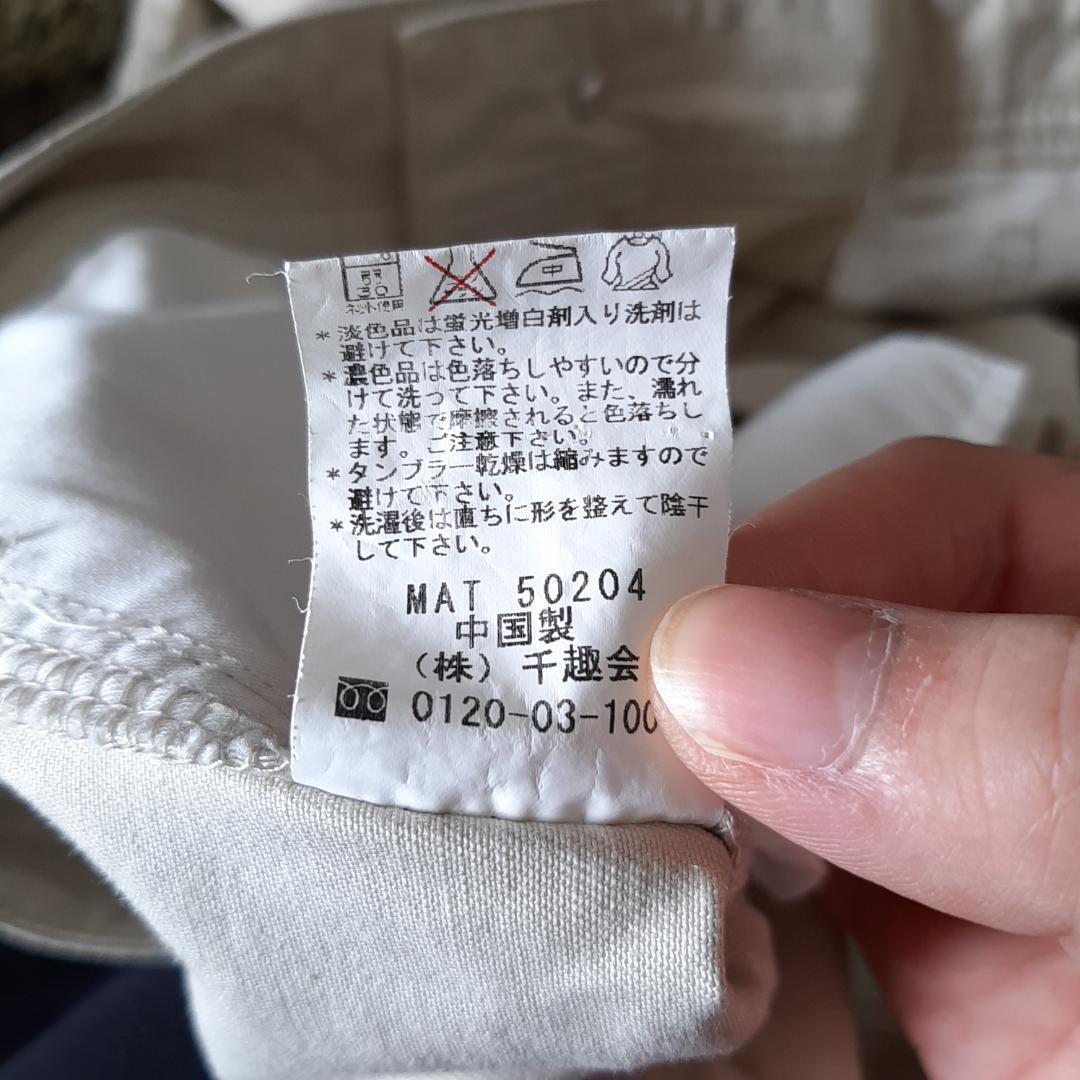 弱
30
ネット使用
中
*淡色品は蛍光増白剤入り洗剤は
避けて下さい。
*濃色品は色落ちしやすいので分
けて洗って下さい。また、濡れ
た状態で摩擦されると色落ちし
ます。ご注意下さい。
*タンブラー乾燥は縮みますので
避けて下さい。
*洗濯後は直ちに形を整えて陰干
して下さい。
MAT 50204
中国製
（株）千趣会
0120-03-100